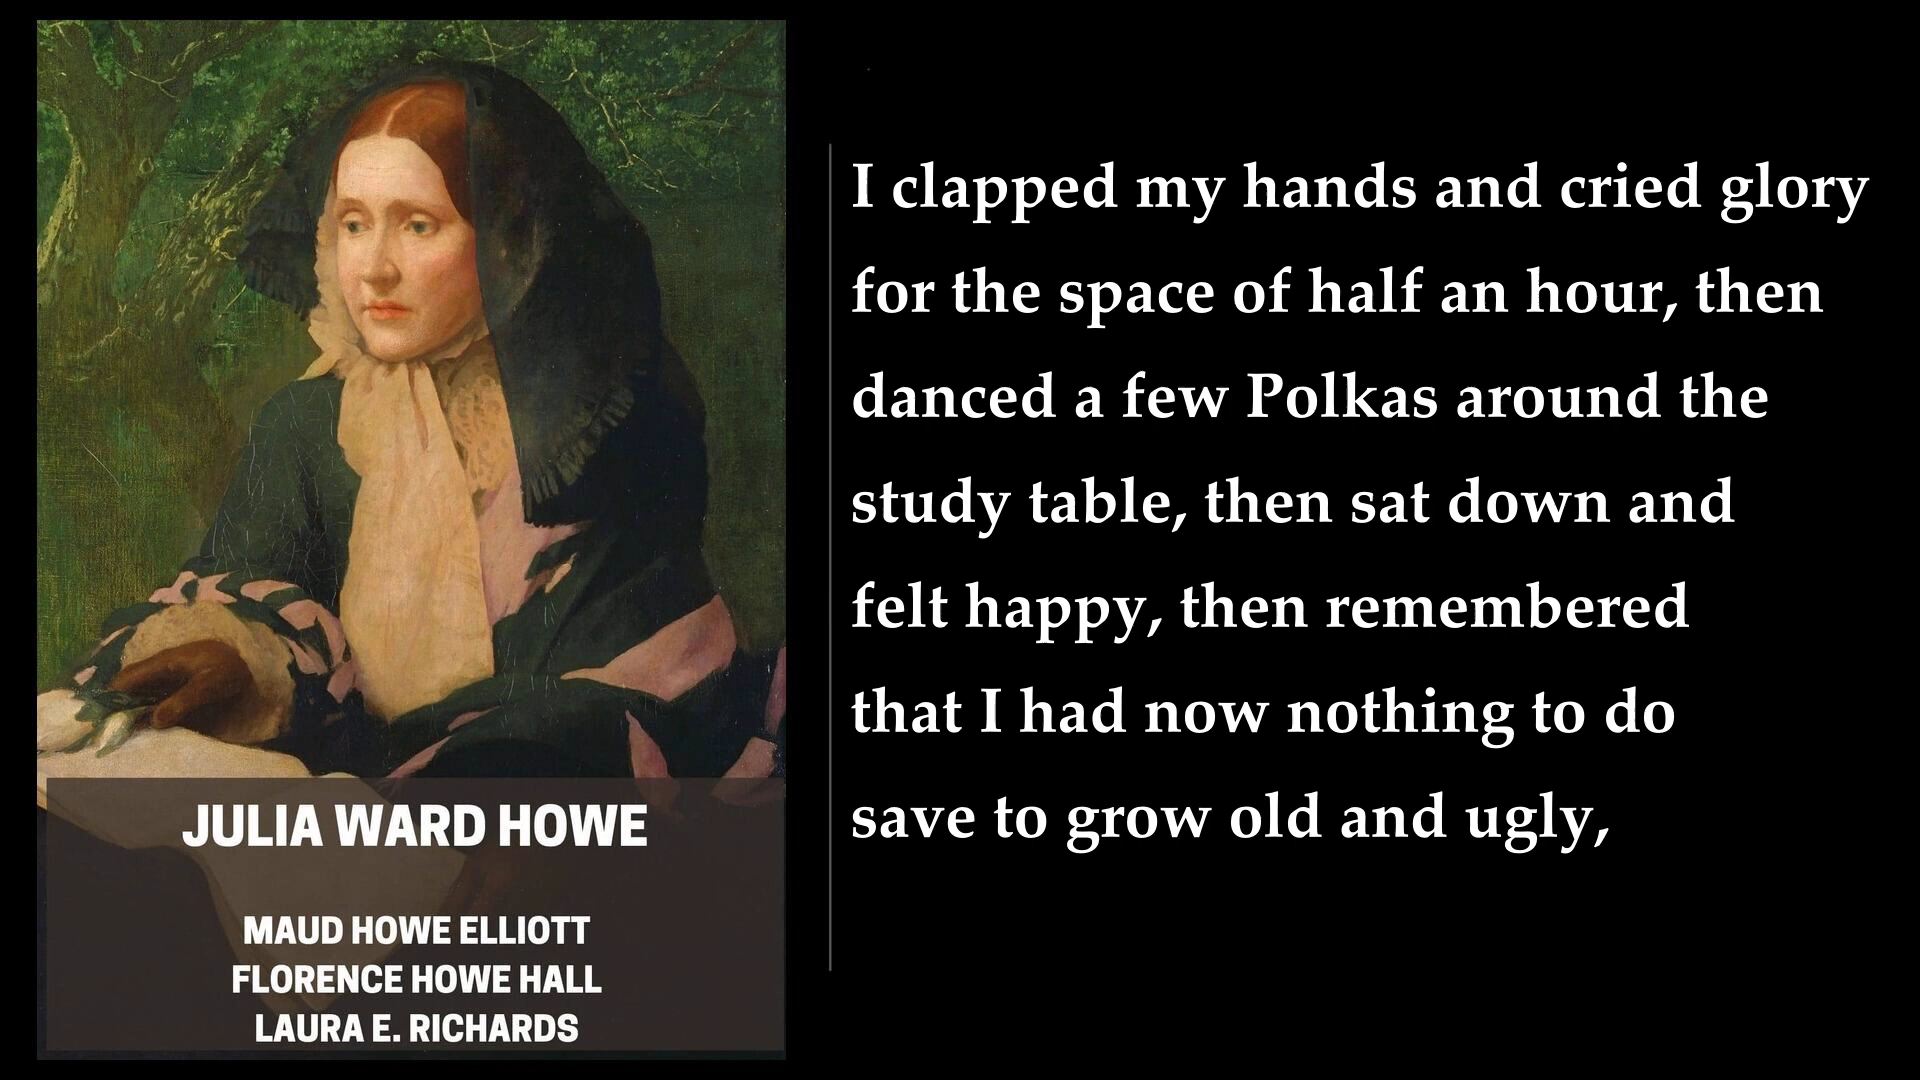 JULIA WARD HOWE
MAUD HOWE ELLIOTT
FLORENCE HOWE HALL
LAURA E. RICHARDS
I clapped my hands and cried glory
for the space of half an hour, then
danced a few Polkas around the
study table, then sat down and
felt happy, then remembered
that I had now nothing to do
save to grow old and ugly,